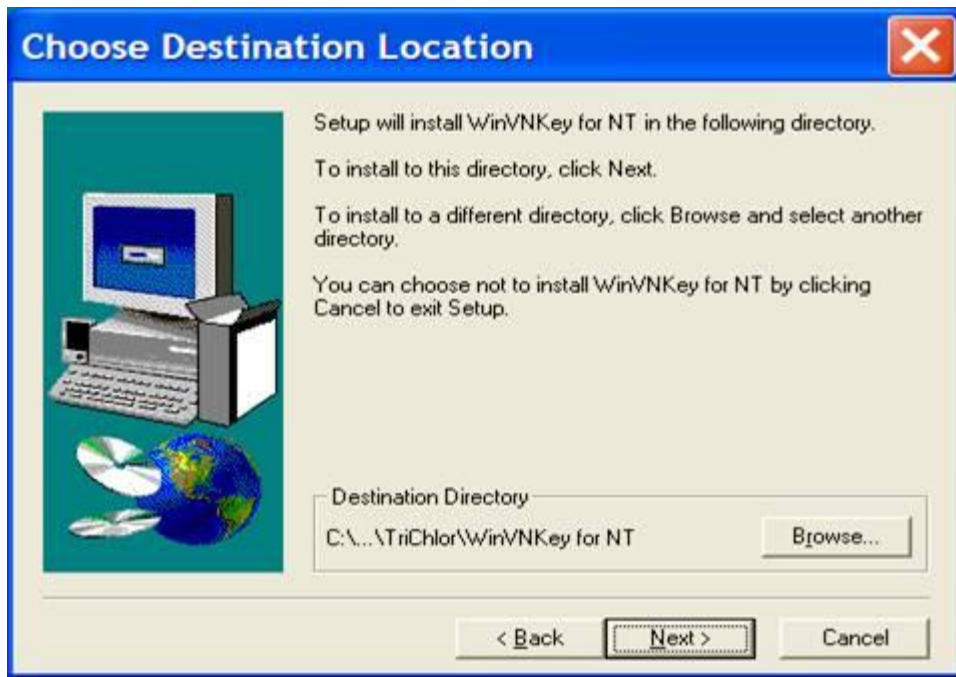 Choose Destination Location
Setup will install WinVNKey for NT in the following directory.
To install to this directory, click Next.
To install to a different directory, click Browse and select another
directory.
You can choose not to install WinVNKey for NT by clicking
Cancel to exit Setup.
Destination Directory
C:\...\TriChlor\WinVNKey for NT
Browse...
< Back
Next >
Cancel